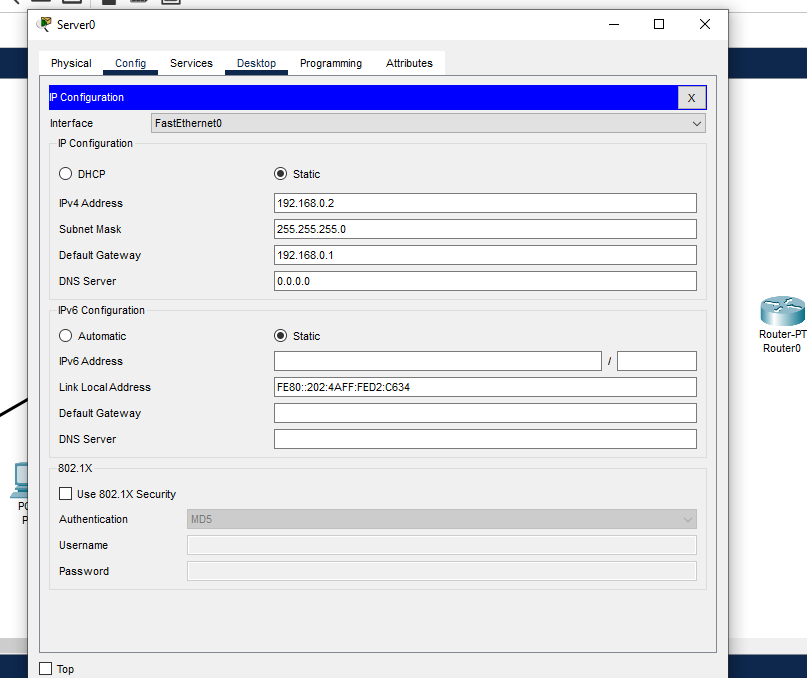 Server0
Physical Config Services Desktop Programming Attributes
IP Configuration X
Interface FastEthernet0
IP Configuration
DHCP Static
IPv4 Address 192.168.0.2
Subnet Mask 255.255.255.0
Default Gateway 192.168.0.1
DNS Server 0.0.0.0
IPv6 Configuration
Automatic Static
IPv6 Address /
Link Local Address FE80::202:4AFF:FED2:C634
Default Gateway
DNS Server
802.1X
Use 802.1X Security
Authentication MD5
Username
Password
Top
Router-PT
Router0
PC
P